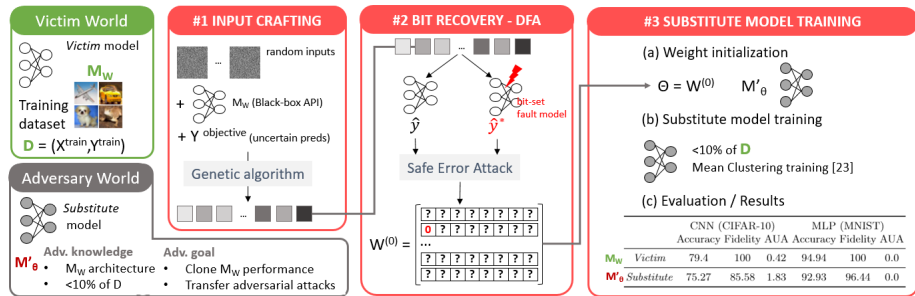 Victim World
Victim model
M_W
Training
dataset
D = (X^train,Y^train)
Adversary World
Substitute
model
M'_θ
Adv. knowledge
• M_W architecture
• <10% of D
Adv. goal
• Clone M_W performance
• Transfer adversarial attacks
#1 INPUT CRAFTING
random inputs
...
+ M_W (Black-box API)
+ Y^objective (uncertain preds)
Genetic algorithm
...
#2 BIT RECOVERY - DFA
...
bit-set
fault model
ŷ
ŷ*
Safe Error Attack
W^(0) =
? ? ? ? ? ? ? ?
0 ? ? ? ? ? ? ?
...
? ? ? ? ? ? ? ?
? ? ? ? ? ? ? ?
#3 SUBSTITUTE MODEL TRAINING
(a) Weight initialization
Θ = W^(0) M'_θ
(b) Substitute model training
<10% of D
Mean Clustering training [23]
(c) Evaluation / Results
CNN (CIFAR-10) MLP (MNIST)
Accuracy Fidelity AUA Accuracy Fidelity AUA
M_W Victim 79.4 100 0.42 94.94 100 0.0
M'_θ Substitute 75.27 85.58 1.83 92.93 96.44 0.0